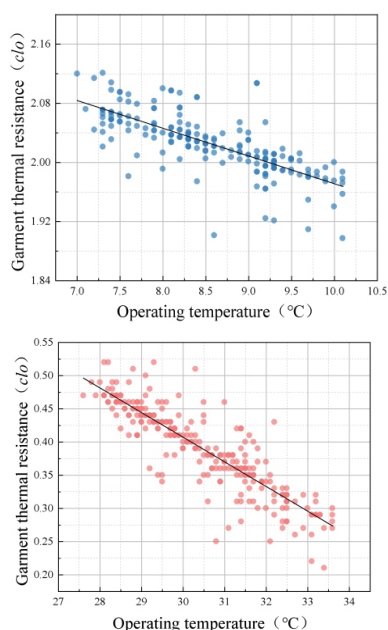 2.16
2.08
2.00
1.92
1.84
Garment thermal resistance（clo）
7.0 7.5 8.0 8.5 9.0 9.5 10.0 10.5
Operating temperature（°C）
0.55
0.50
0.45
0.40
0.35
0.30
0.25
0.20
Garment thermal resistance (clo)
27 28 29 30 31 32 33 34
Operating temperature（°C）